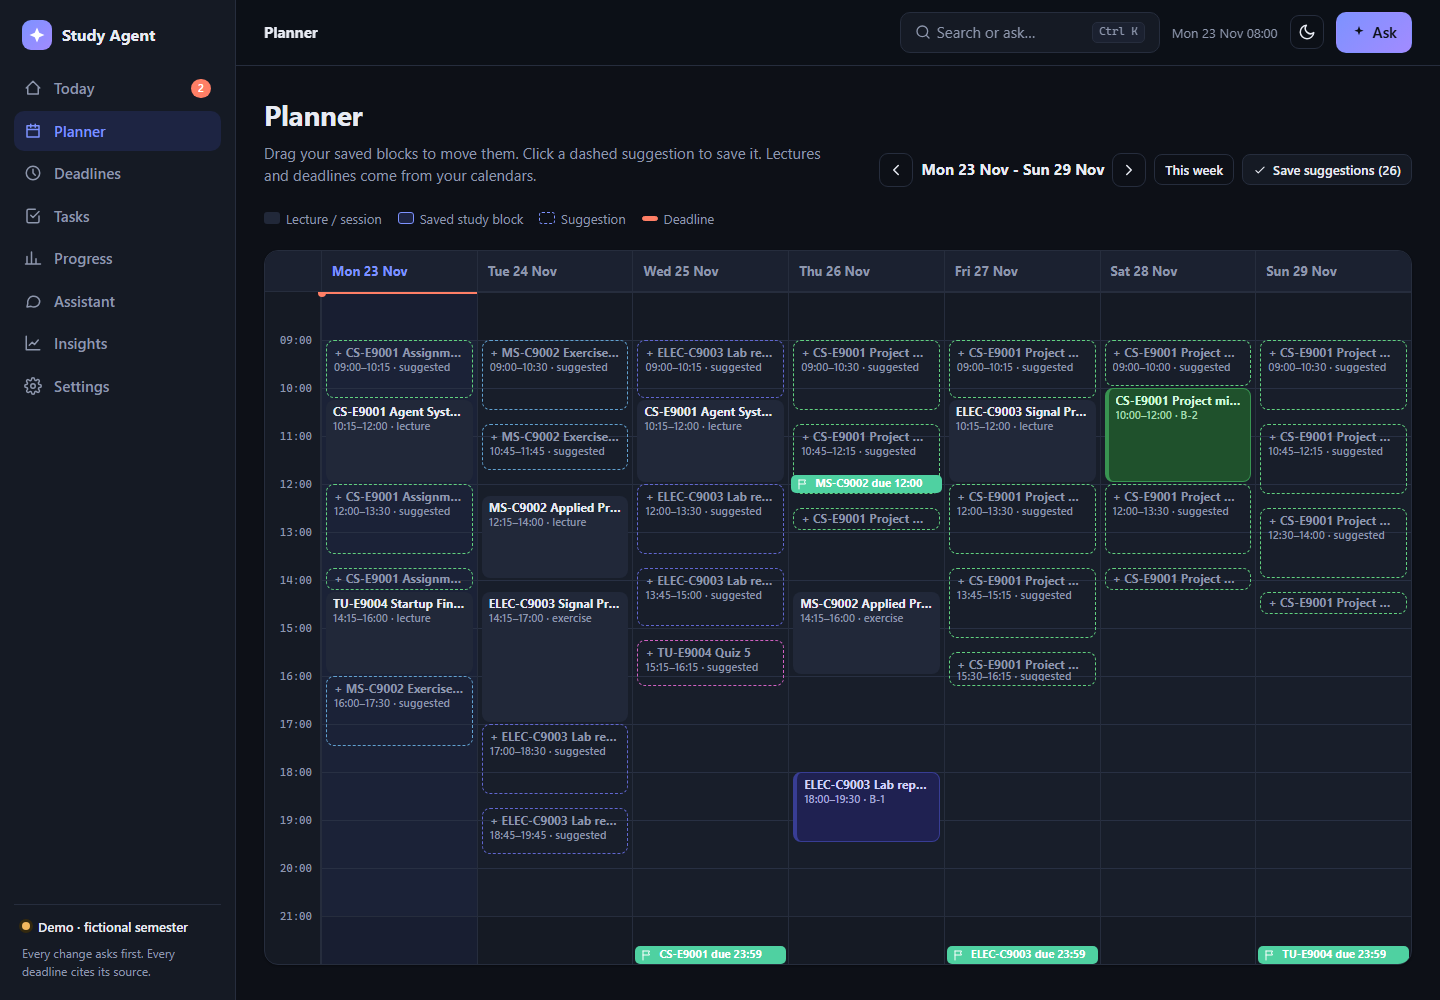 Study Agent
Today
2
Planner
Deadlines
Tasks
Progress
Assistant
Insights
Settings
Demo · fictional semester
Every change asks first. Every
deadline cites its source.
Planner
Search or ask...
Ctrl K
Mon 23 Nov 08:00
Ask
Planner
Drag your saved blocks to move them. Click a dashed suggestion to save it. Lectures
and deadlines come from your calendars.
Mon 23 Nov - Sun 29 Nov
This week
Save suggestions (26)
Lecture / session
Saved study block
Suggestion
Deadline
Mon 23 Nov
Tue 24 Nov
Wed 25 Nov
Thu 26 Nov
Fri 27 Nov
Sat 28 Nov
Sun 29 Nov
09:00
10:00
11:00
12:00
13:00
14:00
15:00
16:00
17:00
18:00
19:00
20:00
21:00
+ CS-E9001 Assignm...
09:00–10:15 · suggested
CS-E9001 Agent Syst...
10:15–12:00 · lecture
+ CS-E9001 Assignm...
12:00–13:30 · suggested
+ CS-E9001 Assignm...
TU-E9004 Startup Fin...
14:15–16:00 · lecture
+ MS-C9002 Exercise...
16:00–17:30 · suggested
+ MS-C9002 Exercise...
09:00–10:30 · suggested
+ MS-C9002 Exercise...
10:45–11:45 · suggested
MS-C9002 Applied Pr...
12:15–14:00 · lecture
ELEC-C9003 Signal Pr...
14:15–17:00 · exercise
+ ELEC-C9003 Lab re...
17:00–18:30 · suggested
+ ELEC-C9003 Lab re...
18:45–19:45 · suggested
+ ELEC-C9003 Lab re...
09:00–10:15 · suggested
CS-E9001 Agent Syst...
10:15–12:00 · lecture
+ ELEC-C9003 Lab re...
12:00–13:30 · suggested
+ ELEC-C9003 Lab re...
13:45–15:00 · suggested
+ TU-E9004 Quiz 5
15:15–16:15 · suggested
CS-E9001 due 23:59
+ CS-E9001 Project ...
09:00–10:30 · suggested
+ CS-E9001 Project ...
10:45–12:15 · suggested
MS-C9002 due 12:00
+ CS-E9001 Project ...
MS-C9002 Applied Pr...
14:15–16:00 · exercise
ELEC-C9003 Lab rep...
18:00–19:30 · B-1
+ CS-E9001 Project ...
09:00–10:15 · suggested
ELEC-C9003 Signal Pr...
10:15–12:00 · lecture
+ CS-E9001 Project ...
12:00–13:30 · suggested
+ CS-E9001 Project ...
13:45–15:15 · suggested
+ CS-E9001 Project ...
15:30–16:15 · suggested
ELEC-C9003 due 23:59
+ CS-E9001 Project ...
09:00–10:00 · suggested
CS-E9001 Project mi...
10:00–12:00 · B-2
+ CS-E9001 Project ...
12:00–13:30 · suggested
+ CS-E9001 Project ...
+ CS-E9001 Project ...
09:00–10:30 · suggested
+ CS-E9001 Project ...
10:45–12:15 · suggested
+ CS-E9001 Project ...
12:30–14:00 · suggested
+ CS-E9001 Project ...
TU-E9004 due 23:59